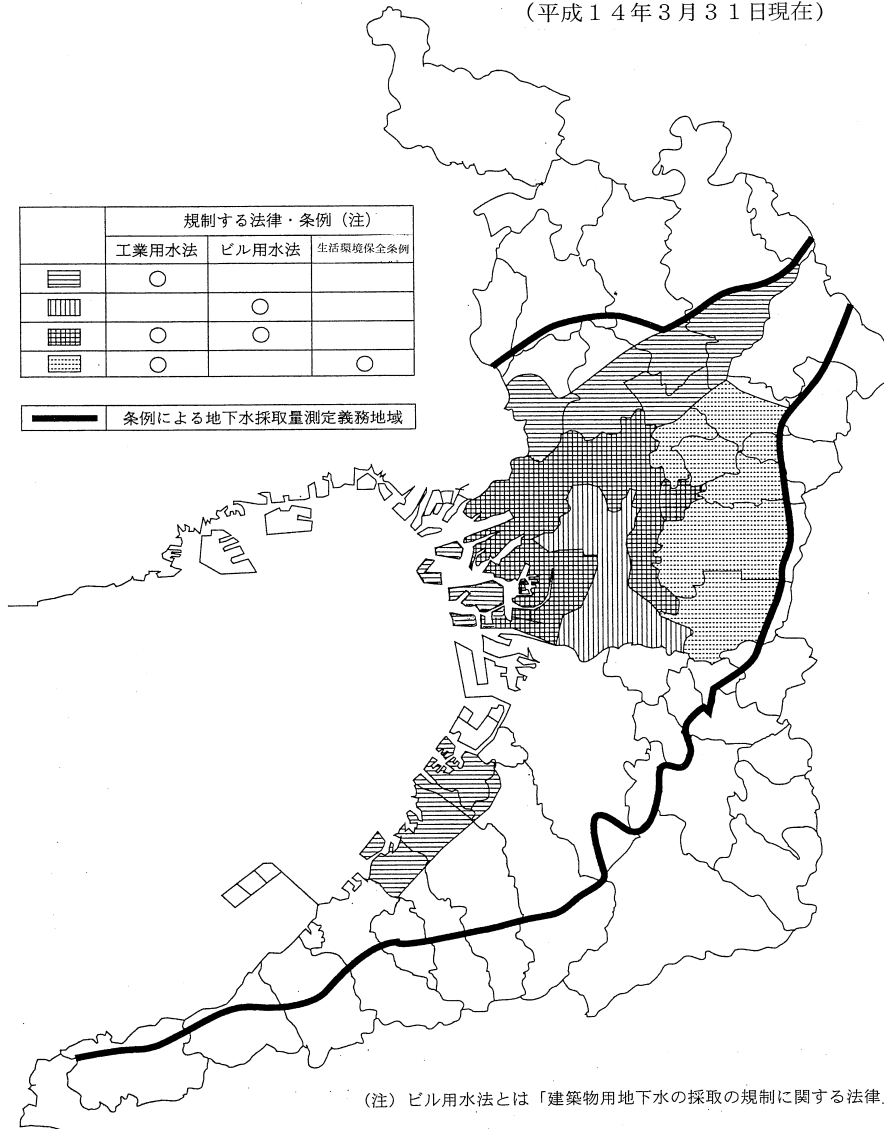 (平成14年3月31日現在)
規制する法律・条例（注）
工業用水法 ビル用水法 生活環境保全条例
○
○
○ ○
○ ○
条例による地下水採取量測定義務地域
（注）ビル用水法とは「建築物用地下水の採取の規制に関する法律」